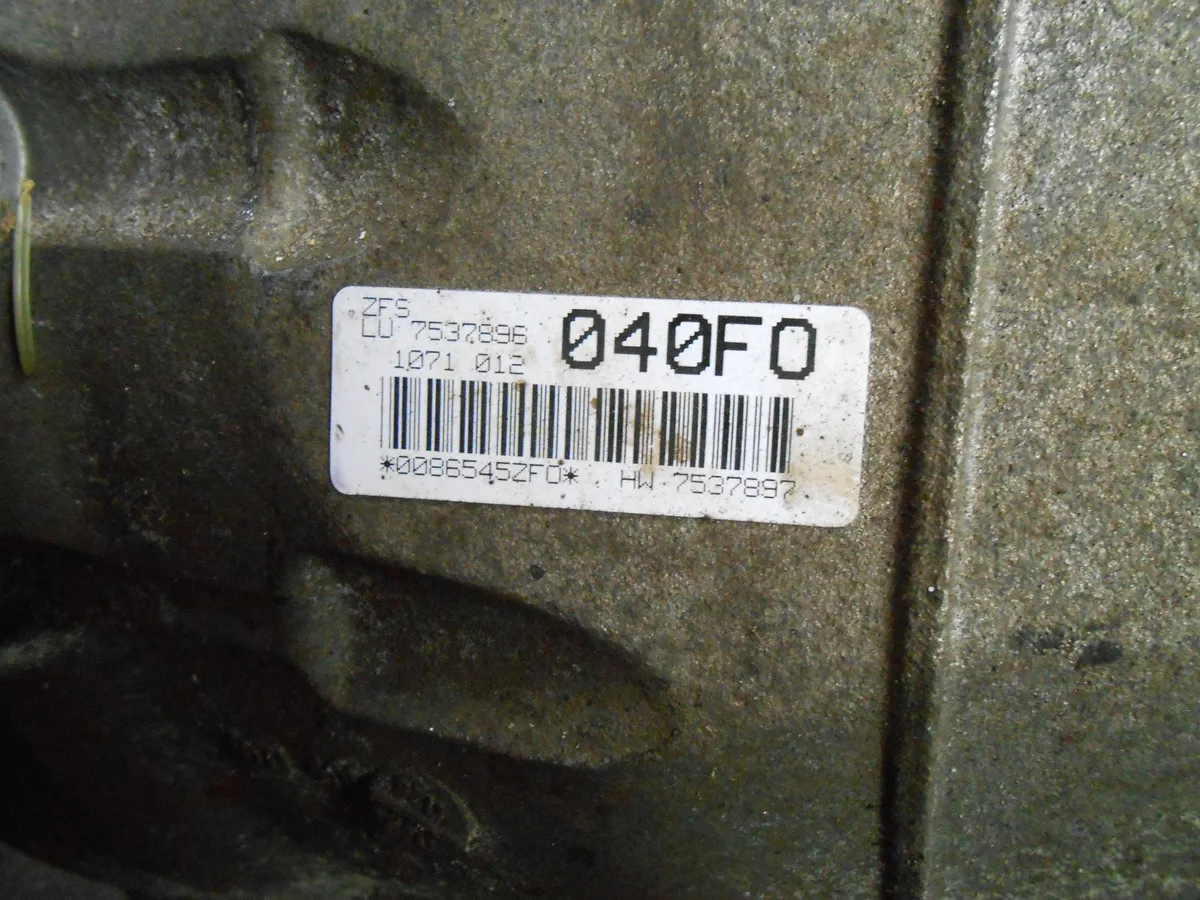 ZFS
LU 7537896
1071 012
040FO
*0086545ZFO* HW 7537897